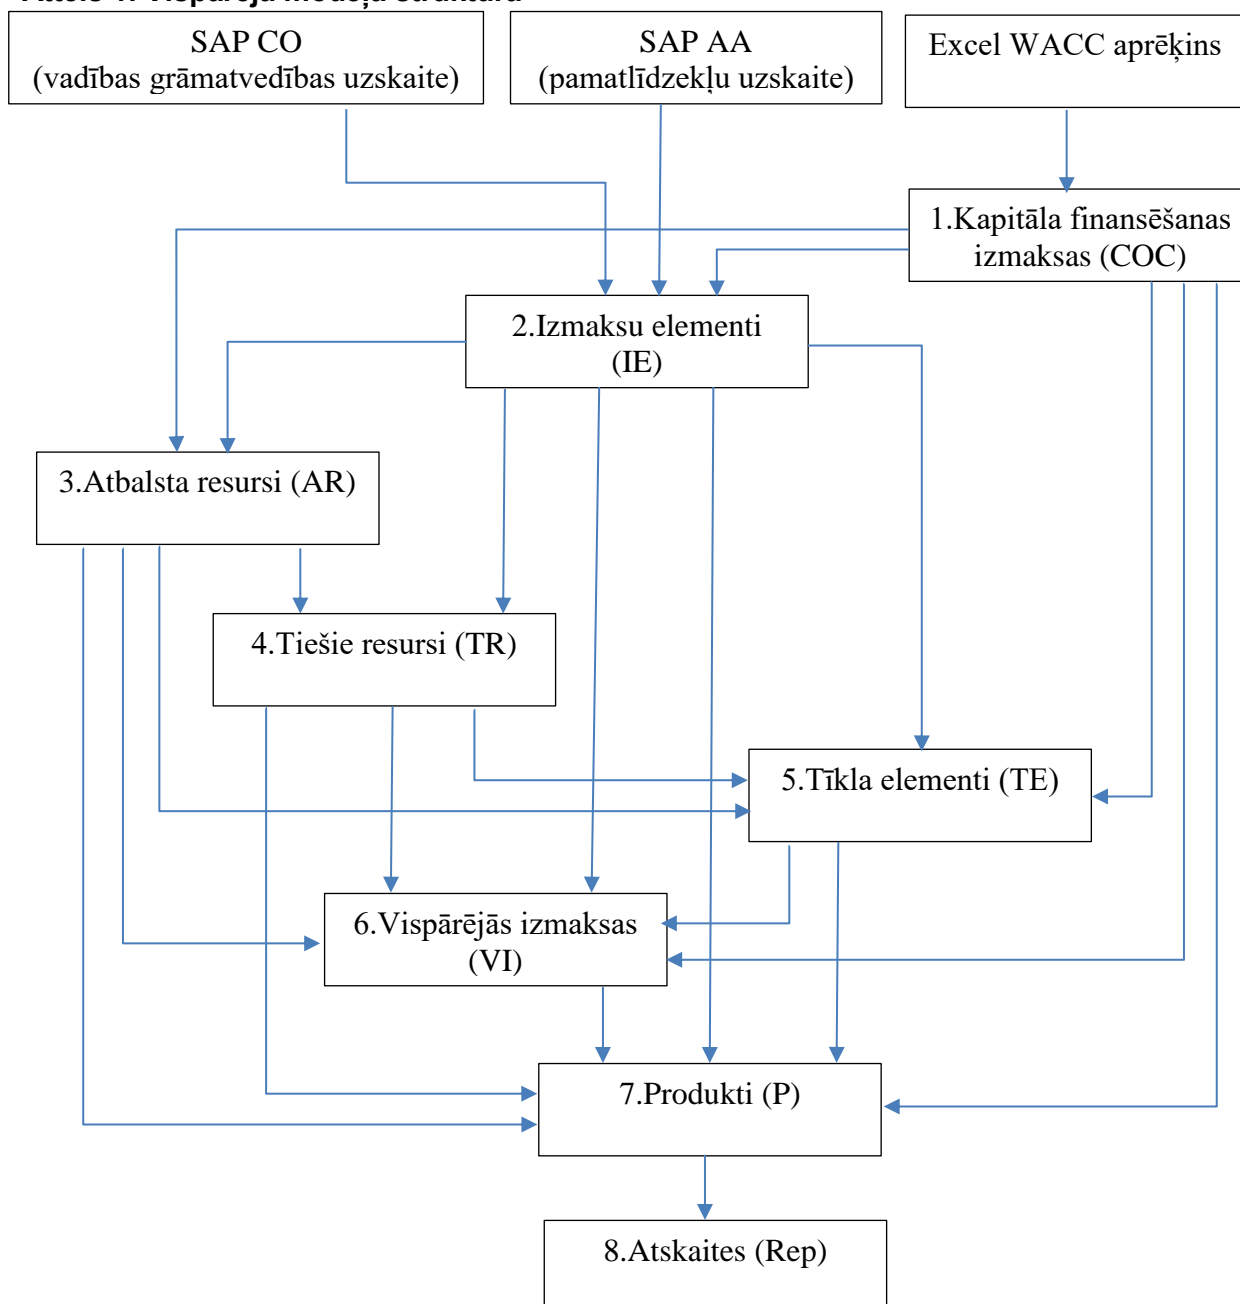 SAP CO
(vadības grāmatvedības uzskaite)
SAP AA
(pamatlīdzekļu uzskaite)
Excel WACC aprēķins
1.Kapitāla finansēšanas
izmaksas (COC)
2.Izmaksu elementi
(IE)
3.Atbalsta resursi (AR)
4.Tiešie resursi (TR)
5.Tīkla elementi (TE)
6.Vispārējās izmaksas
(VI)
7.Produkti (P)
8.Atskaites (Rep)